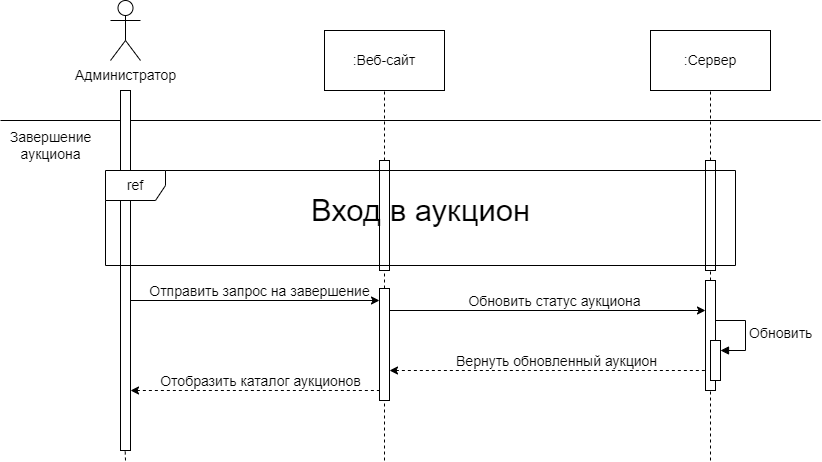 Администратор
:Веб-сайт
:Сервер
Завершение
аукциона
ref
Вход в аукцион
Отправить запрос на завершение
Обновить статус аукциона
Обновить
Вернуть обновленный аукцион
Отобразить каталог аукционов